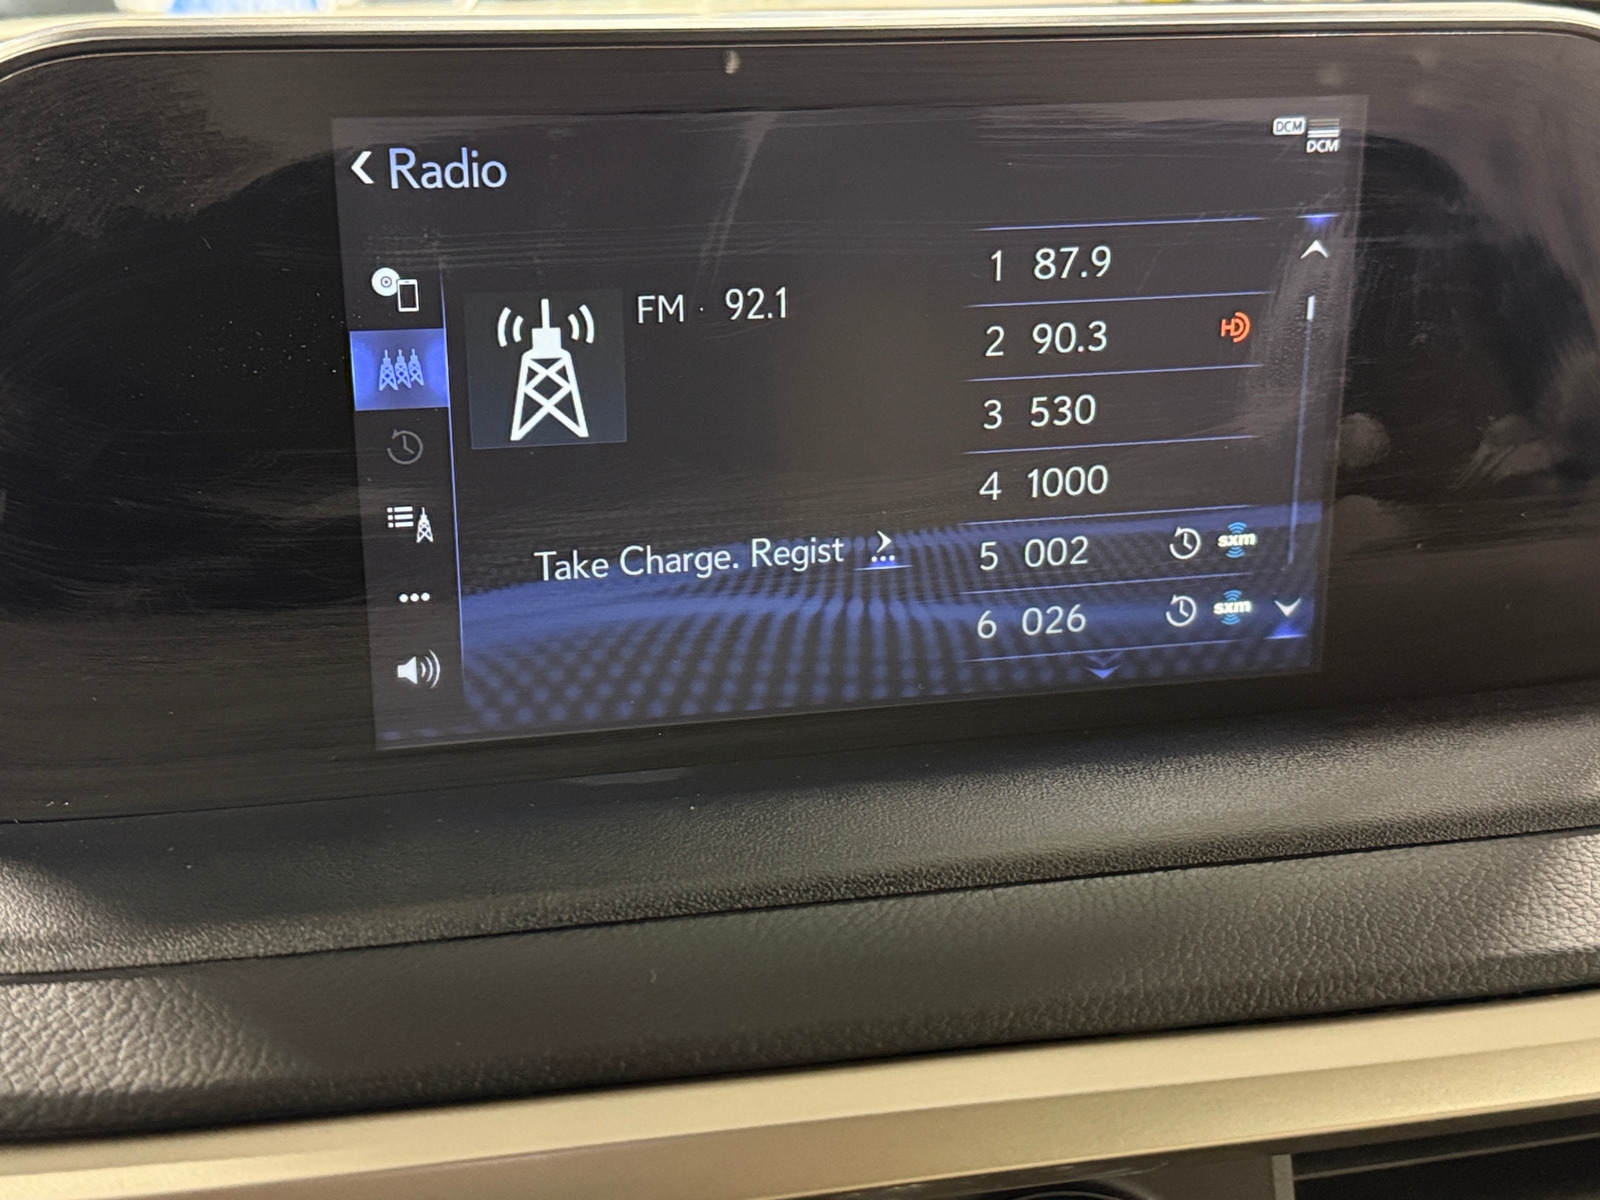 Radio
DCM
DCM
FM · 92.1
1 87.9
2 90.3 HD
3 530
4 1000
Take Charge. Regist ...
5 002 sxm
6 026 sxm